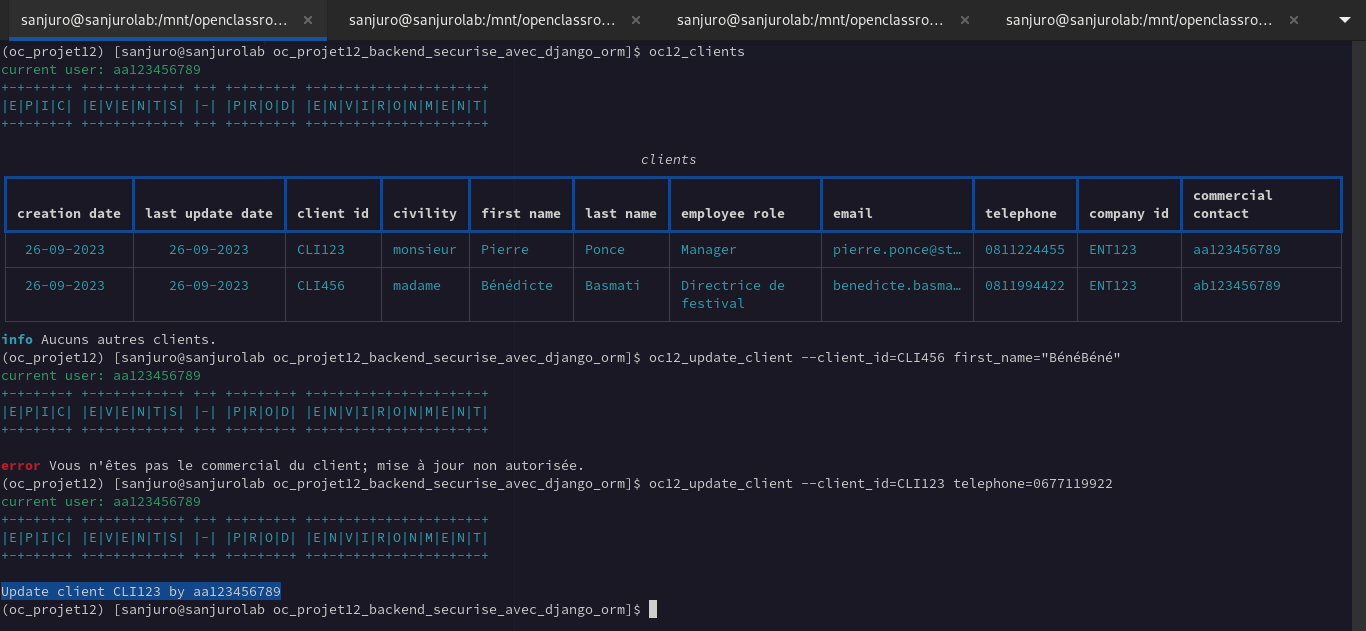 sanjuro@sanjurolab:/mnt/openclassro... × sanjuro@sanjurolab:/mnt/openclassro... × sanjuro@sanjurolab:/mnt/openclassro... × sanjuro@sanjurolab:/mnt/openclassro... ×
(oc_projet12) [sanjuro@sanjurolab oc_projet12_backend_securise_avec_django_orm]$ oc12_clients
current user: aa123456789
+-+-+-+-+ +-+-+-+-+-+-+ +-+ +-+-+-+-+ +-+-+-+-+-+-+-+-+-+-+-+
|E|P|I|C| |E|V|E|N|T|S| |-| |P|R|O|D| |E|N|V|I|R|O|N|M|E|N|T|
+-+-+-+-+ +-+-+-+-+-+-+ +-+ +-+-+-+-+ +-+-+-+-+-+-+-+-+-+-+-+
clients
creation date last update date client id civility first name last name employee role email telephone company id commercial contact
26-09-2023 26-09-2023 CLI123 monsieur Pierre Ponce Manager pierre.ponce@st… 0811224455 ENT123 aa123456789
26-09-2023 26-09-2023 CLI456 madame Bénédicte Basmati Directrice de festival benedicte.basma… 0811994422 ENT123 ab123456789
info Aucuns autres clients.
(oc_projet12) [sanjuro@sanjurolab oc_projet12_backend_securise_avec_django_orm]$ oc12_update_client --client_id=CLI456 first_name="BénéBéné"
current user: aa123456789
+-+-+-+-+ +-+-+-+-+-+-+ +-+ +-+-+-+-+ +-+-+-+-+-+-+-+-+-+-+-+
|E|P|I|C| |E|V|E|N|T|S| |-| |P|R|O|D| |E|N|V|I|R|O|N|M|E|N|T|
+-+-+-+-+ +-+-+-+-+-+-+ +-+ +-+-+-+-+ +-+-+-+-+-+-+-+-+-+-+-+
error Vous n'êtes pas le commercial du client; mise à jour non autorisée.
(oc_projet12) [sanjuro@sanjurolab oc_projet12_backend_securise_avec_django_orm]$ oc12_update_client --client_id=CLI123 telephone=0677119922
current user: aa123456789
+-+-+-+-+ +-+-+-+-+-+-+ +-+ +-+-+-+-+ +-+-+-+-+-+-+-+-+-+-+-+
|E|P|I|C| |E|V|E|N|T|S| |-| |P|R|O|D| |E|N|V|I|R|O|N|M|E|N|T|
+-+-+-+-+ +-+-+-+-+-+-+ +-+ +-+-+-+-+ +-+-+-+-+-+-+-+-+-+-+-+
Update client CLI123 by aa123456789
(oc_projet12) [sanjuro@sanjurolab oc_projet12_backend_securise_avec_django_orm]$